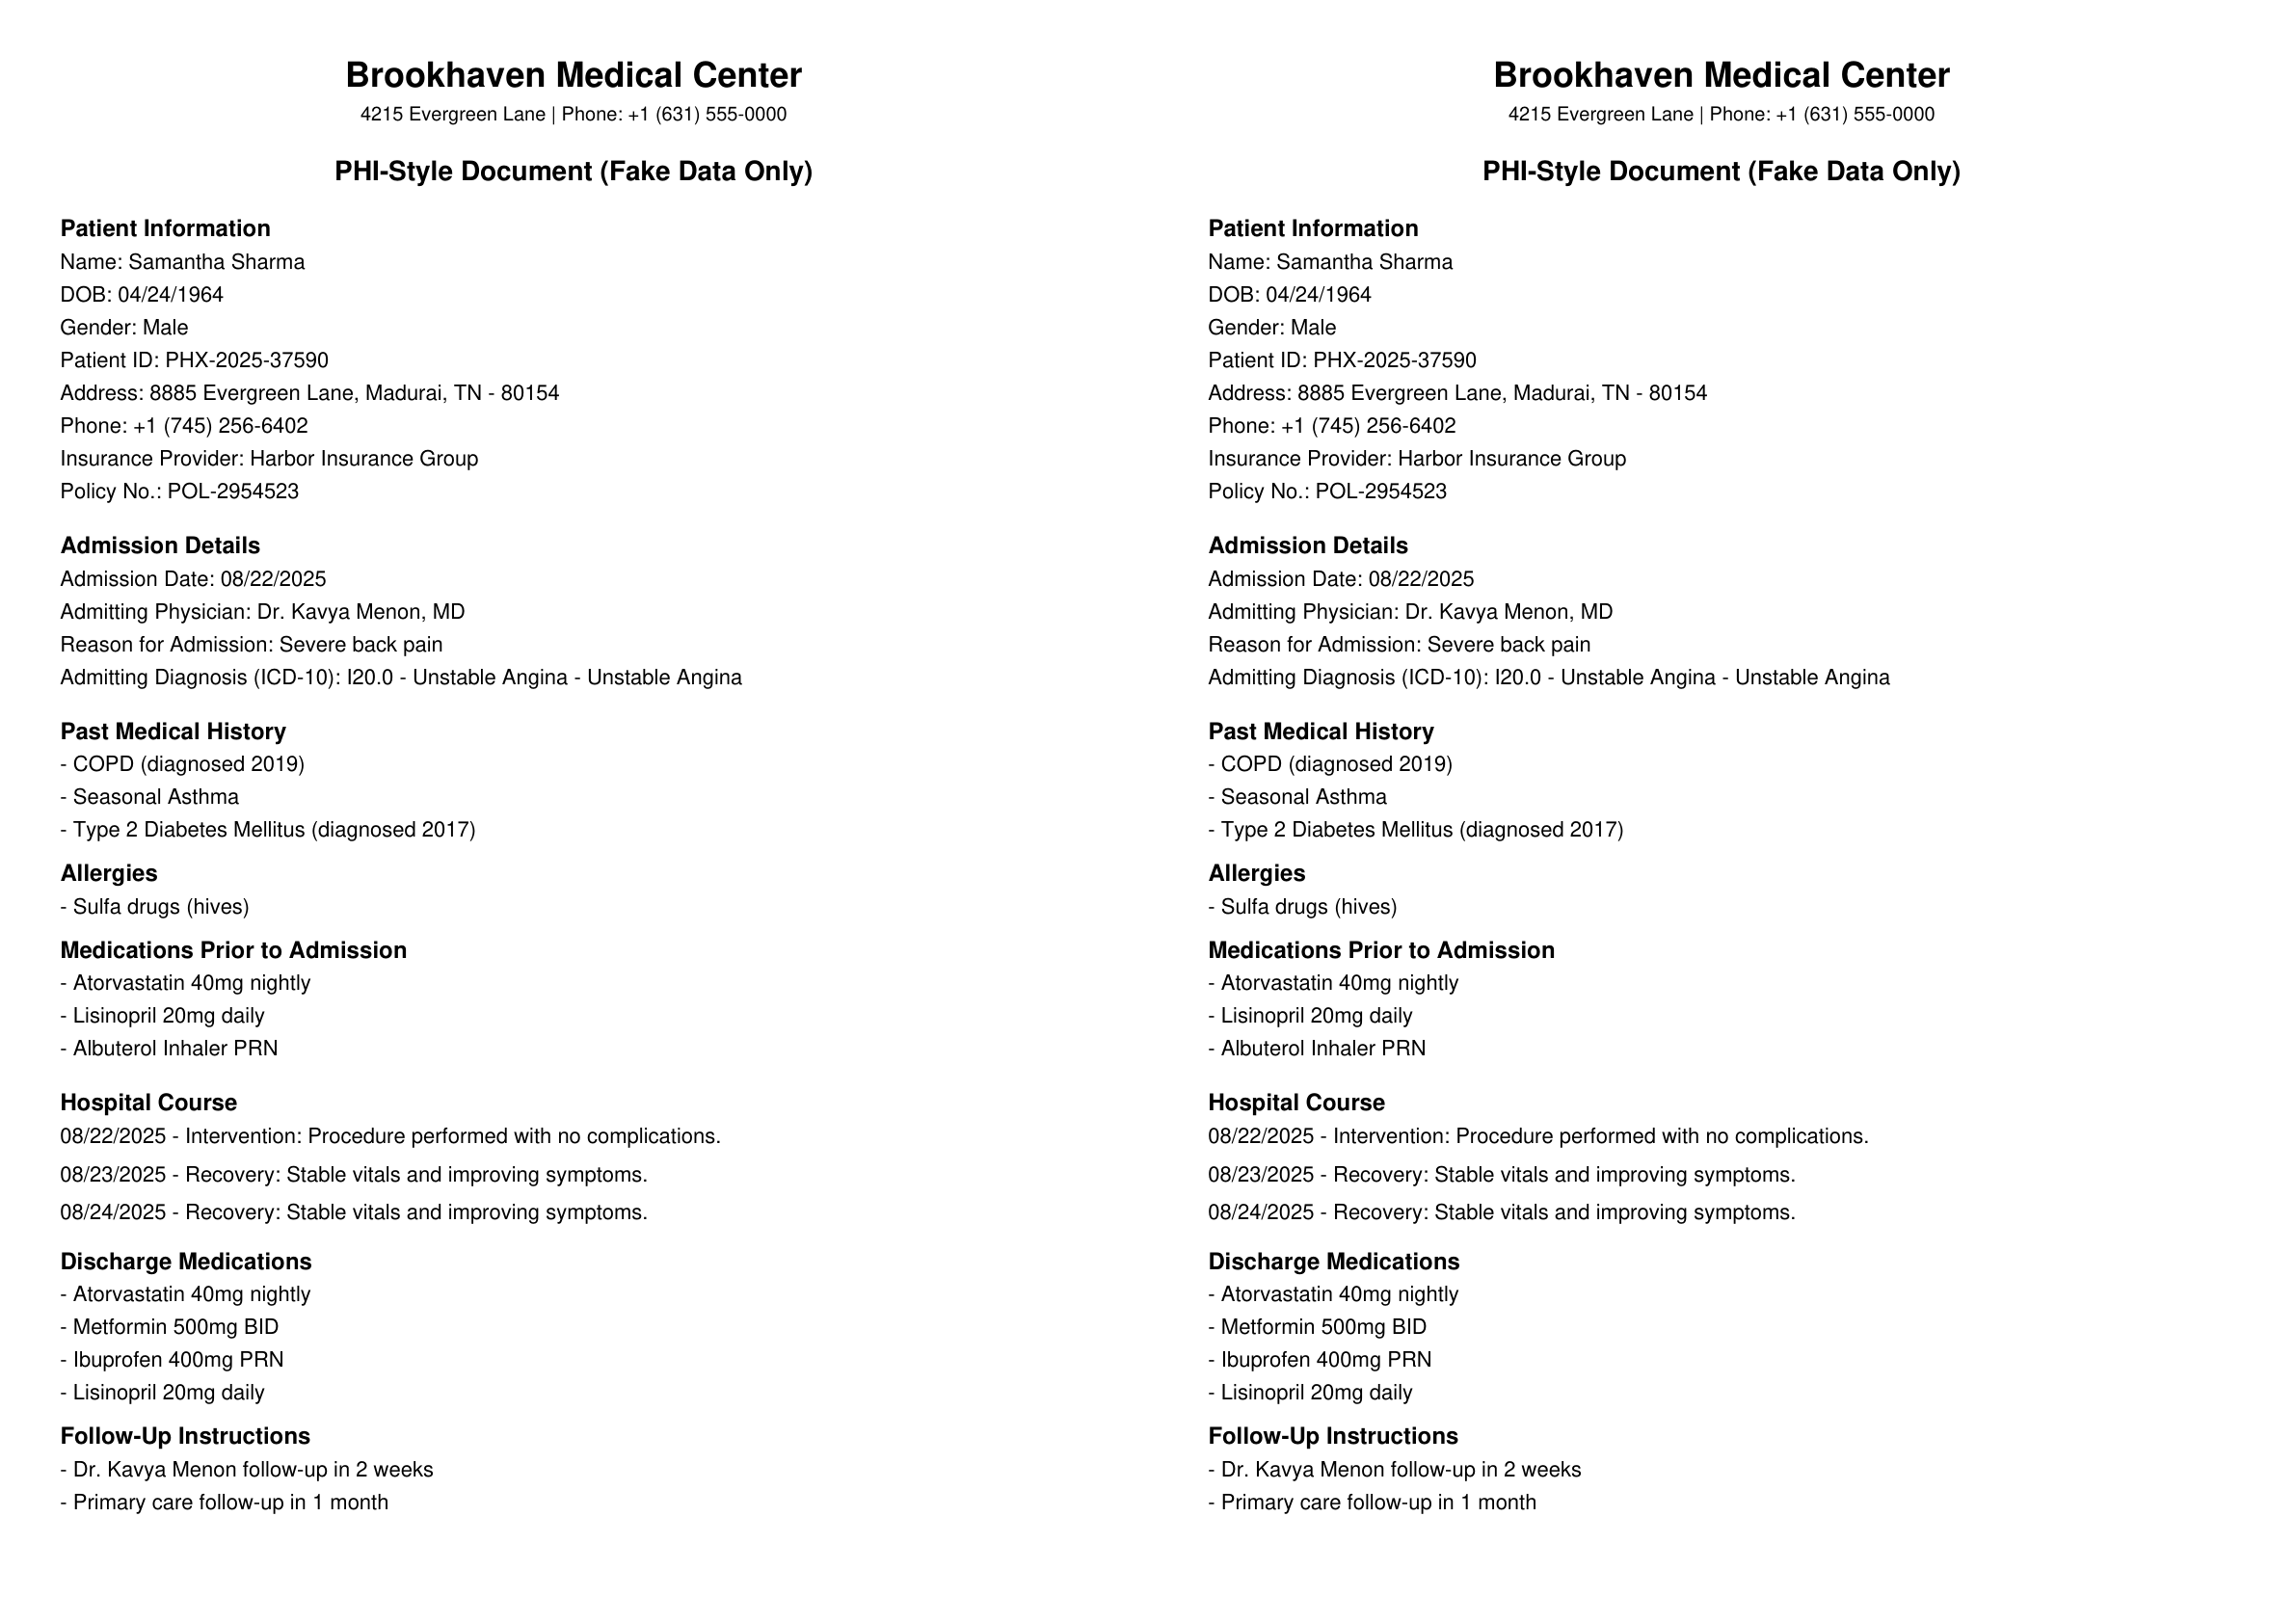 Brookhaven Medical Center
4215 Evergreen Lane | Phone: +1 (631) 555-0000
PHI-Style Document (Fake Data Only)
Patient Information
Name: Samantha Sharma
DOB: 04/24/1964
Gender: Male
Patient ID: PHX-2025-37590
Address: 8885 Evergreen Lane, Madurai, TN - 80154
Phone: +1 (745) 256-6402
Insurance Provider: Harbor Insurance Group
Policy No.: POL-2954523
Admission Details
Admission Date: 08/22/2025
Admitting Physician: Dr. Kavya Menon, MD
Reason for Admission: Severe back pain
Admitting Diagnosis (ICD-10): I20.0 - Unstable Angina - Unstable Angina
Past Medical History
- COPD (diagnosed 2019)
- Seasonal Asthma
- Type 2 Diabetes Mellitus (diagnosed 2017)
Allergies
- Sulfa drugs (hives)
Medications Prior to Admission
- Atorvastatin 40mg nightly
- Lisinopril 20mg daily
- Albuterol Inhaler PRN
Hospital Course
08/22/2025 - Intervention: Procedure performed with no complications.
08/23/2025 - Recovery: Stable vitals and improving symptoms.
08/24/2025 - Recovery: Stable vitals and improving symptoms.
Discharge Medications
- Atorvastatin 40mg nightly
- Metformin 500mg BID
- Ibuprofen 400mg PRN
- Lisinopril 20mg daily
Follow-Up Instructions
- Dr. Kavya Menon follow-up in 2 weeks
- Primary care follow-up in 1 month
Brookhaven Medical Center
4215 Evergreen Lane | Phone: +1 (631) 555-0000
PHI-Style Document (Fake Data Only)
Patient Information
Name: Samantha Sharma
DOB: 04/24/1964
Gender: Male
Patient ID: PHX-2025-37590
Address: 8885 Evergreen Lane, Madurai, TN - 80154
Phone: +1 (745) 256-6402
Insurance Provider: Harbor Insurance Group
Policy No.: POL-2954523
Admission Details
Admission Date: 08/22/2025
Admitting Physician: Dr. Kavya Menon, MD
Reason for Admission: Severe back pain
Admitting Diagnosis (ICD-10): I20.0 - Unstable Angina - Unstable Angina
Past Medical History
- COPD (diagnosed 2019)
- Seasonal Asthma
- Type 2 Diabetes Mellitus (diagnosed 2017)
Allergies
- Sulfa drugs (hives)
Medications Prior to Admission
- Atorvastatin 40mg nightly
- Lisinopril 20mg daily
- Albuterol Inhaler PRN
Hospital Course
08/22/2025 - Intervention: Procedure performed with no complications.
08/23/2025 - Recovery: Stable vitals and improving symptoms.
08/24/2025 - Recovery: Stable vitals and improving symptoms.
Discharge Medications
- Atorvastatin 40mg nightly
- Metformin 500mg BID
- Ibuprofen 400mg PRN
- Lisinopril 20mg daily
Follow-Up Instructions
- Dr. Kavya Menon follow-up in 2 weeks
- Primary care follow-up in 1 month